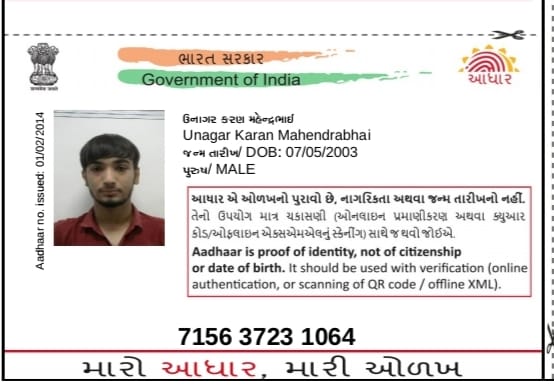 ભારત સરકાર
Government of India
આધાર
Aadhaar no. issued: 01/02/2014
ઉનાગર કરણ મહેન્દ્રભાઈ
Unagar Karan Mahendrabhai
જન્મ તારીખ/ DOB: 07/05/2003
પુરુષ/ MALE
આધાર એ ઓળખનો પુરાવો છે, નાગરિકતા અથવા જન્મ તારીખનો નહીં.
તેનો ઉપયોગ માત્ર ચકાસણી (ઓનલાઇન પ્રમાણીકરણ અથવા ક્યુઆર
કોડ/ઓફલાઇન એક્સએમએલનું સ્કેનીંગ) સાથે જ થવો જોઈએ.
Aadhaar is proof of identity, not of citizenship
or date of birth. It should be used with verification (online
authentication, or scanning of QR code / offline XML).
7156 3723 1064
મારો આધાર, મારી ઓળખ